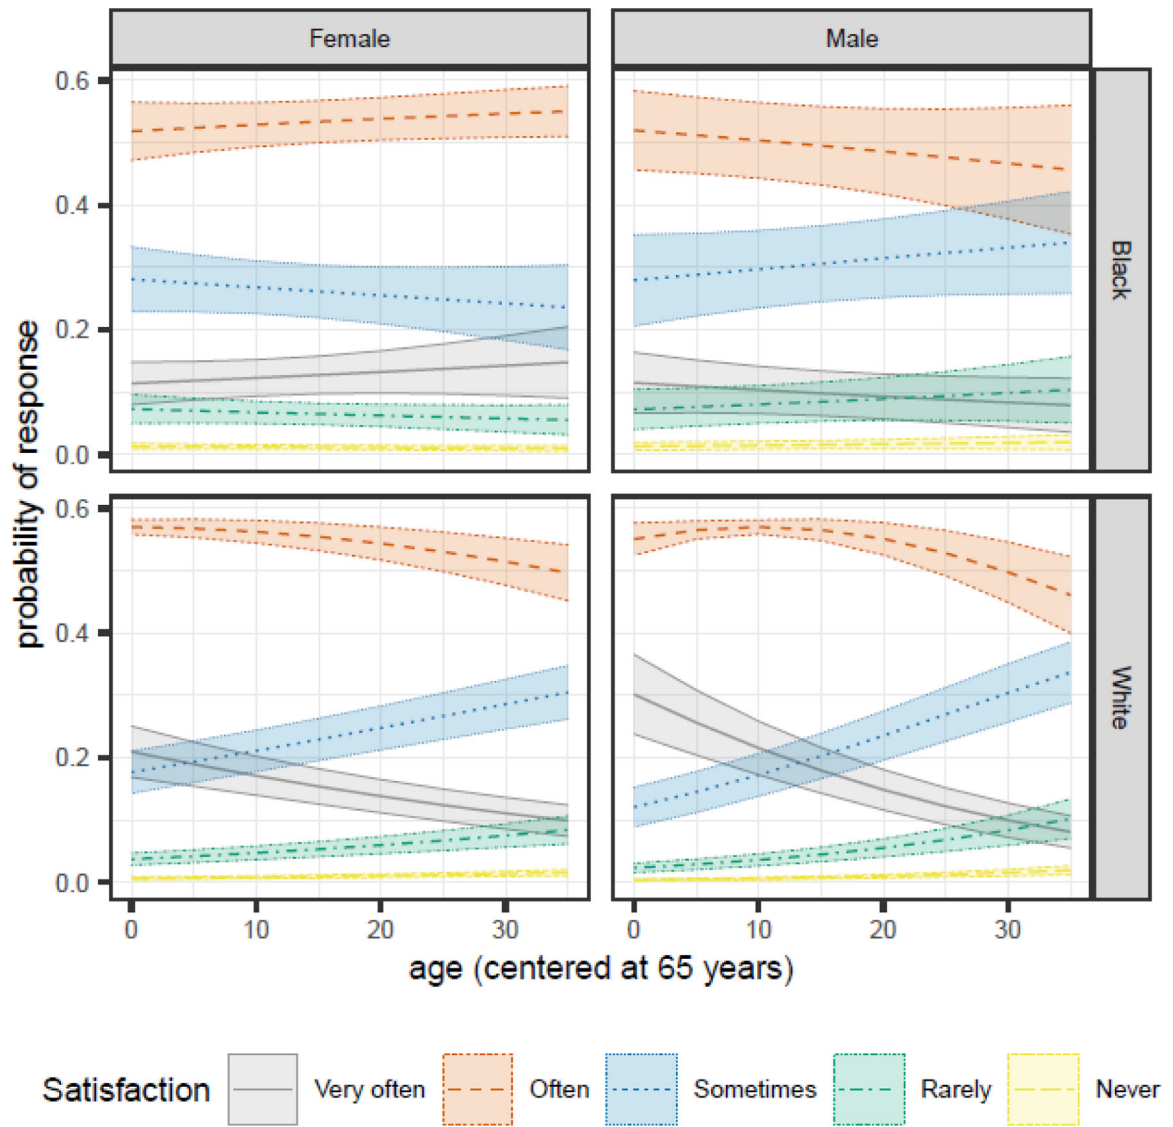 Female Male
0.6
0.4
0.2
0.0
Black
0.6
0.4
0.2
0.0
White
probability of response
0 10 20 30 0 10 20 30
age (centered at 65 years)
Satisfaction Very often Often Sometimes Rarely Never